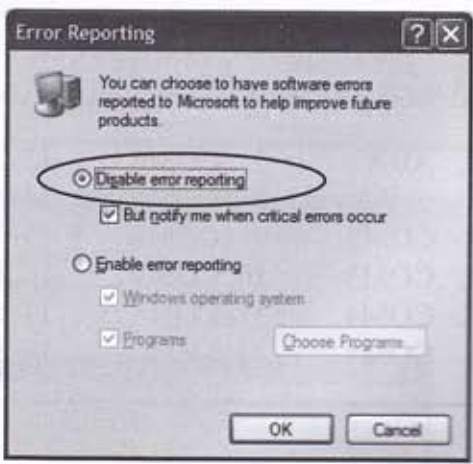 Error Reporting
You can choose to have software errors
reported to Microsoft to help improve future
products.
Disable error reporting
But notify me when critical errors occur
Enable error reporting
Windows operating system
Programs
Choose Programs...
OK
Cancel